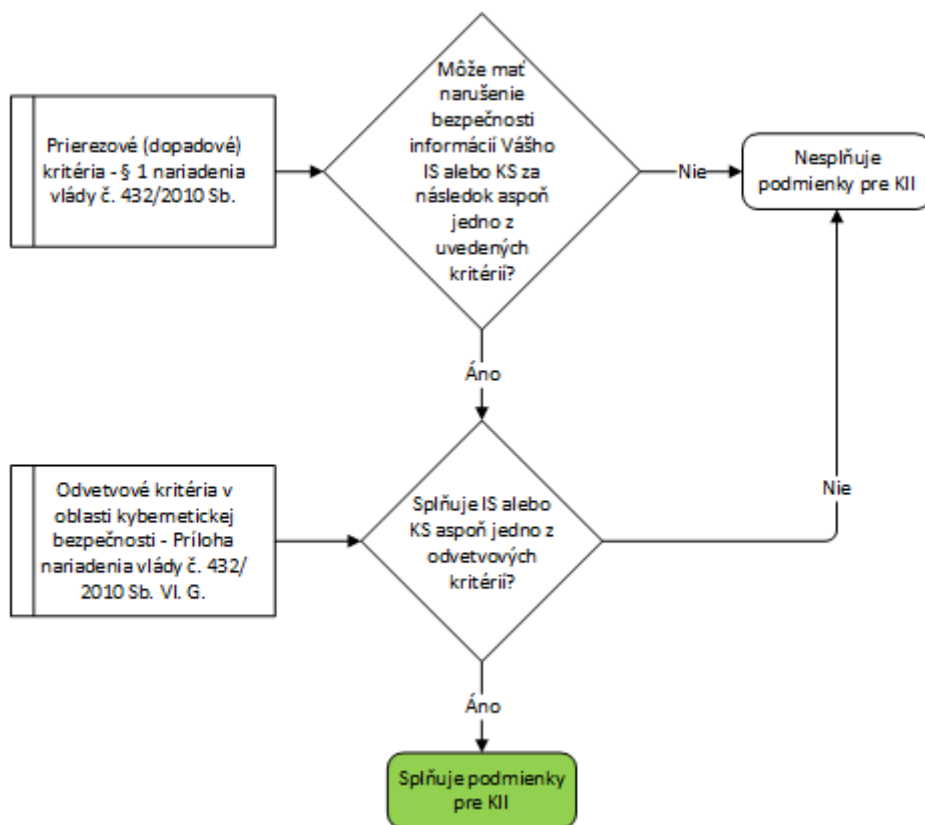 Prierezové (dopadové)
kritéria - § 1 nariadenia
vlády č. 432/2010 Sb.
Môže mať
narušenie
bezpečnosti
informácií Vášho
IS alebo KS za
následok aspoň
jedno z
uvedených
kritérií?
Nie
Nespĺňuje
podmienky pre KII
Áno
Odvetvové kritéria v
oblasti kybernetickej
bezpečnosti - Príloha
nariadenia vlády č. 432/
2010 Sb. VI. G.
Splňuje IS alebo
KS aspoň jedno z
odvetvových
kritérií?
Nie
Áno
Splňuje podmienky
pre KII